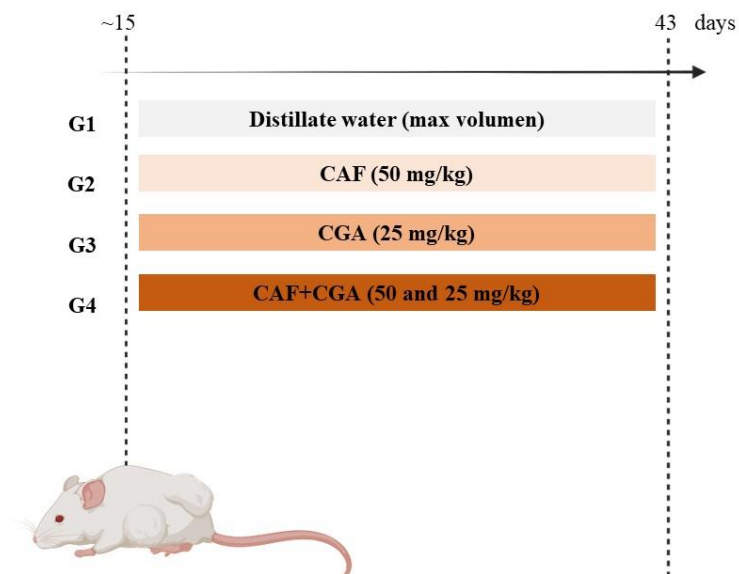 ~15 43 days
G1 Distillate water (max volumen)
G2 CAF (50 mg/kg)
G3 CGA (25 mg/kg)
G4 CAF+CGA (50 and 25 mg/kg)